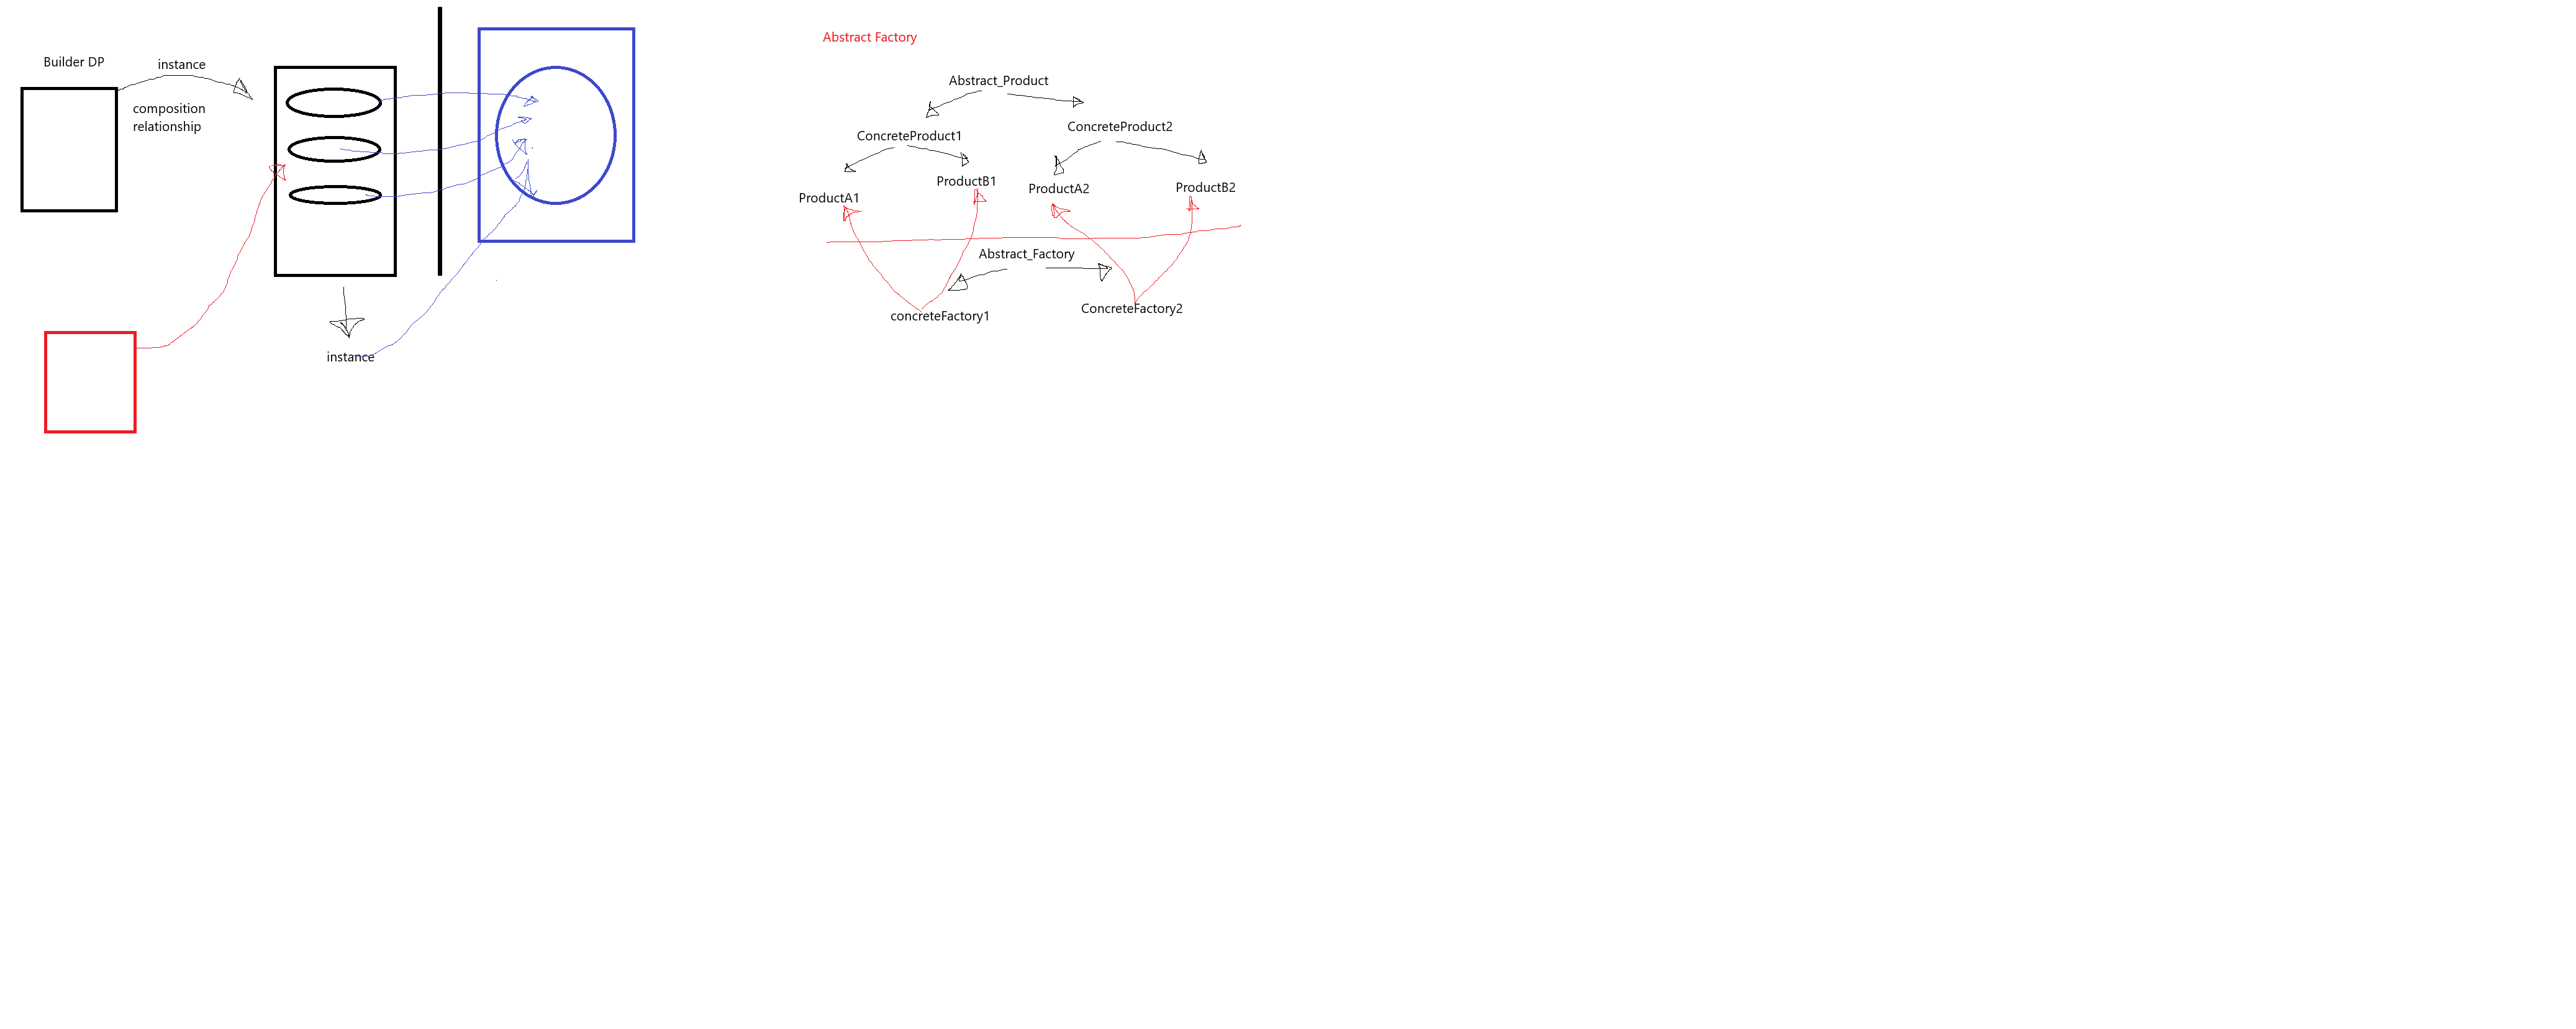 Builder DP
instance
composition
relationship
instance
Abstract Factory
Abstract_Product
ConcreteProduct1
ConcreteProduct2
ProductA1
ProductB1
ProductA2
ProductB2
Abstract_Factory
concreteFactory1
ConcreteFactory2